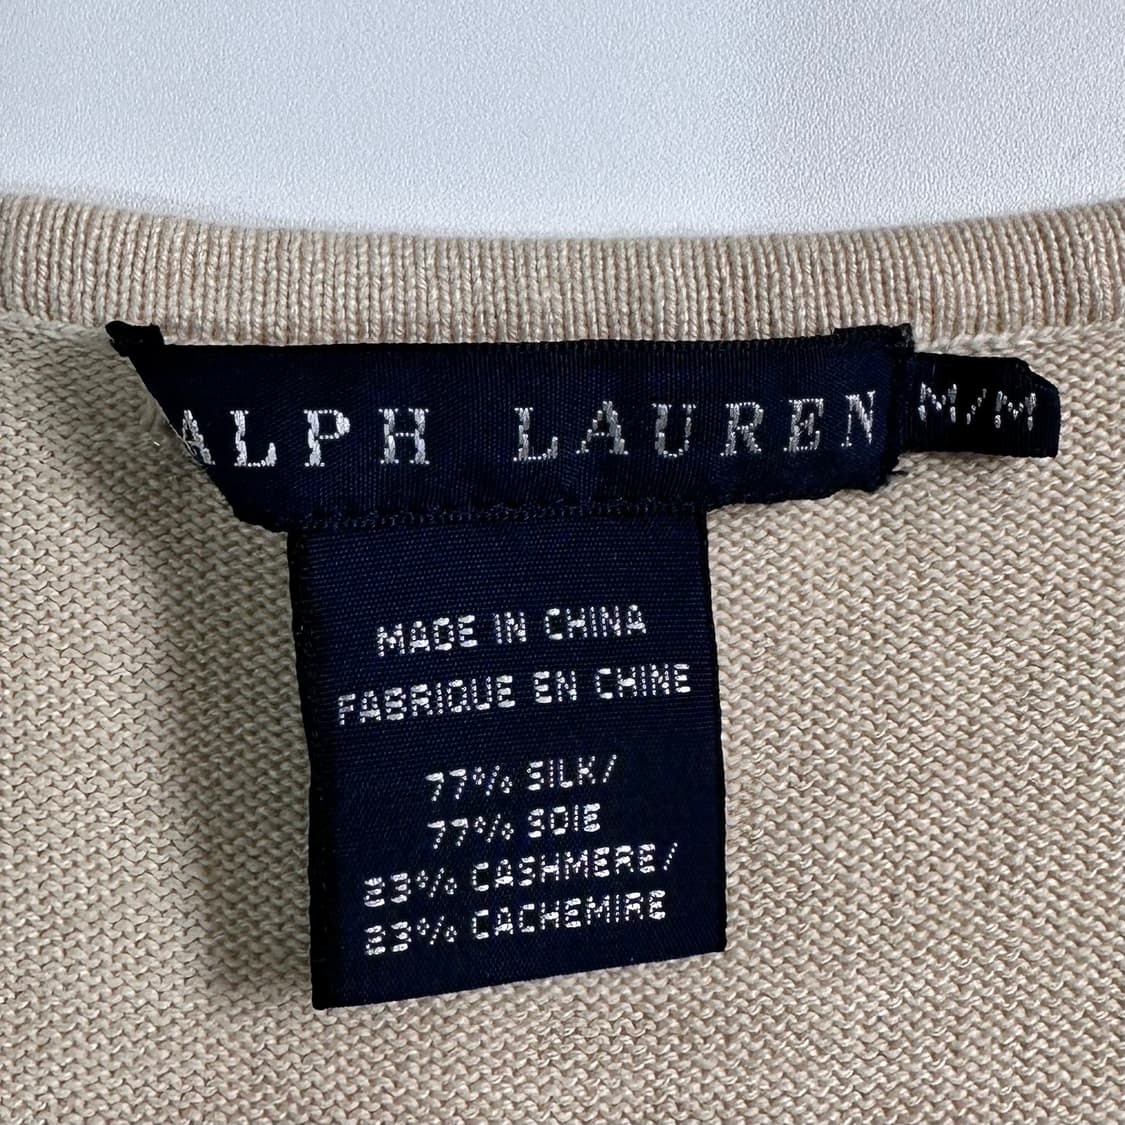 ALPH LAUREN M/M
MADE IN CHINA
FABRIQUE EN CHINE
77% SILK/
77% SOIE
23% CASHMERE/
23% CACHEMIRE